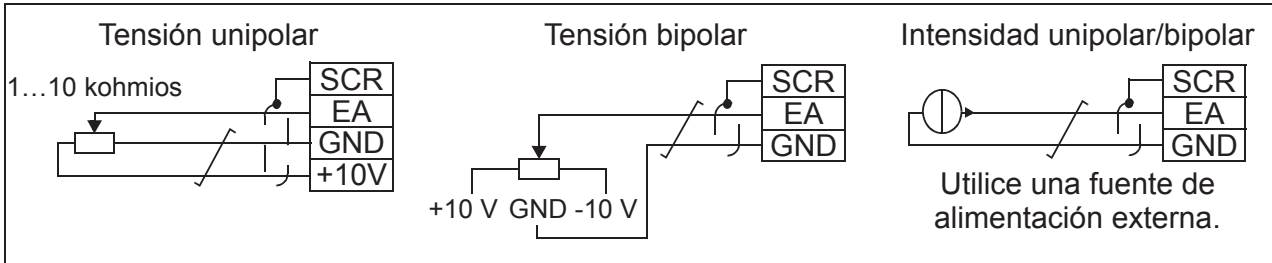 Tensión unipolar
1…10 kohmios
SCR
EA
GND
+10V
Tensión bipolar
SCR
EA
GND
+10 V GND -10 V
Intensidad unipolar/bipolar
SCR
EA
GND
Utilice una fuente de
alimentación externa.